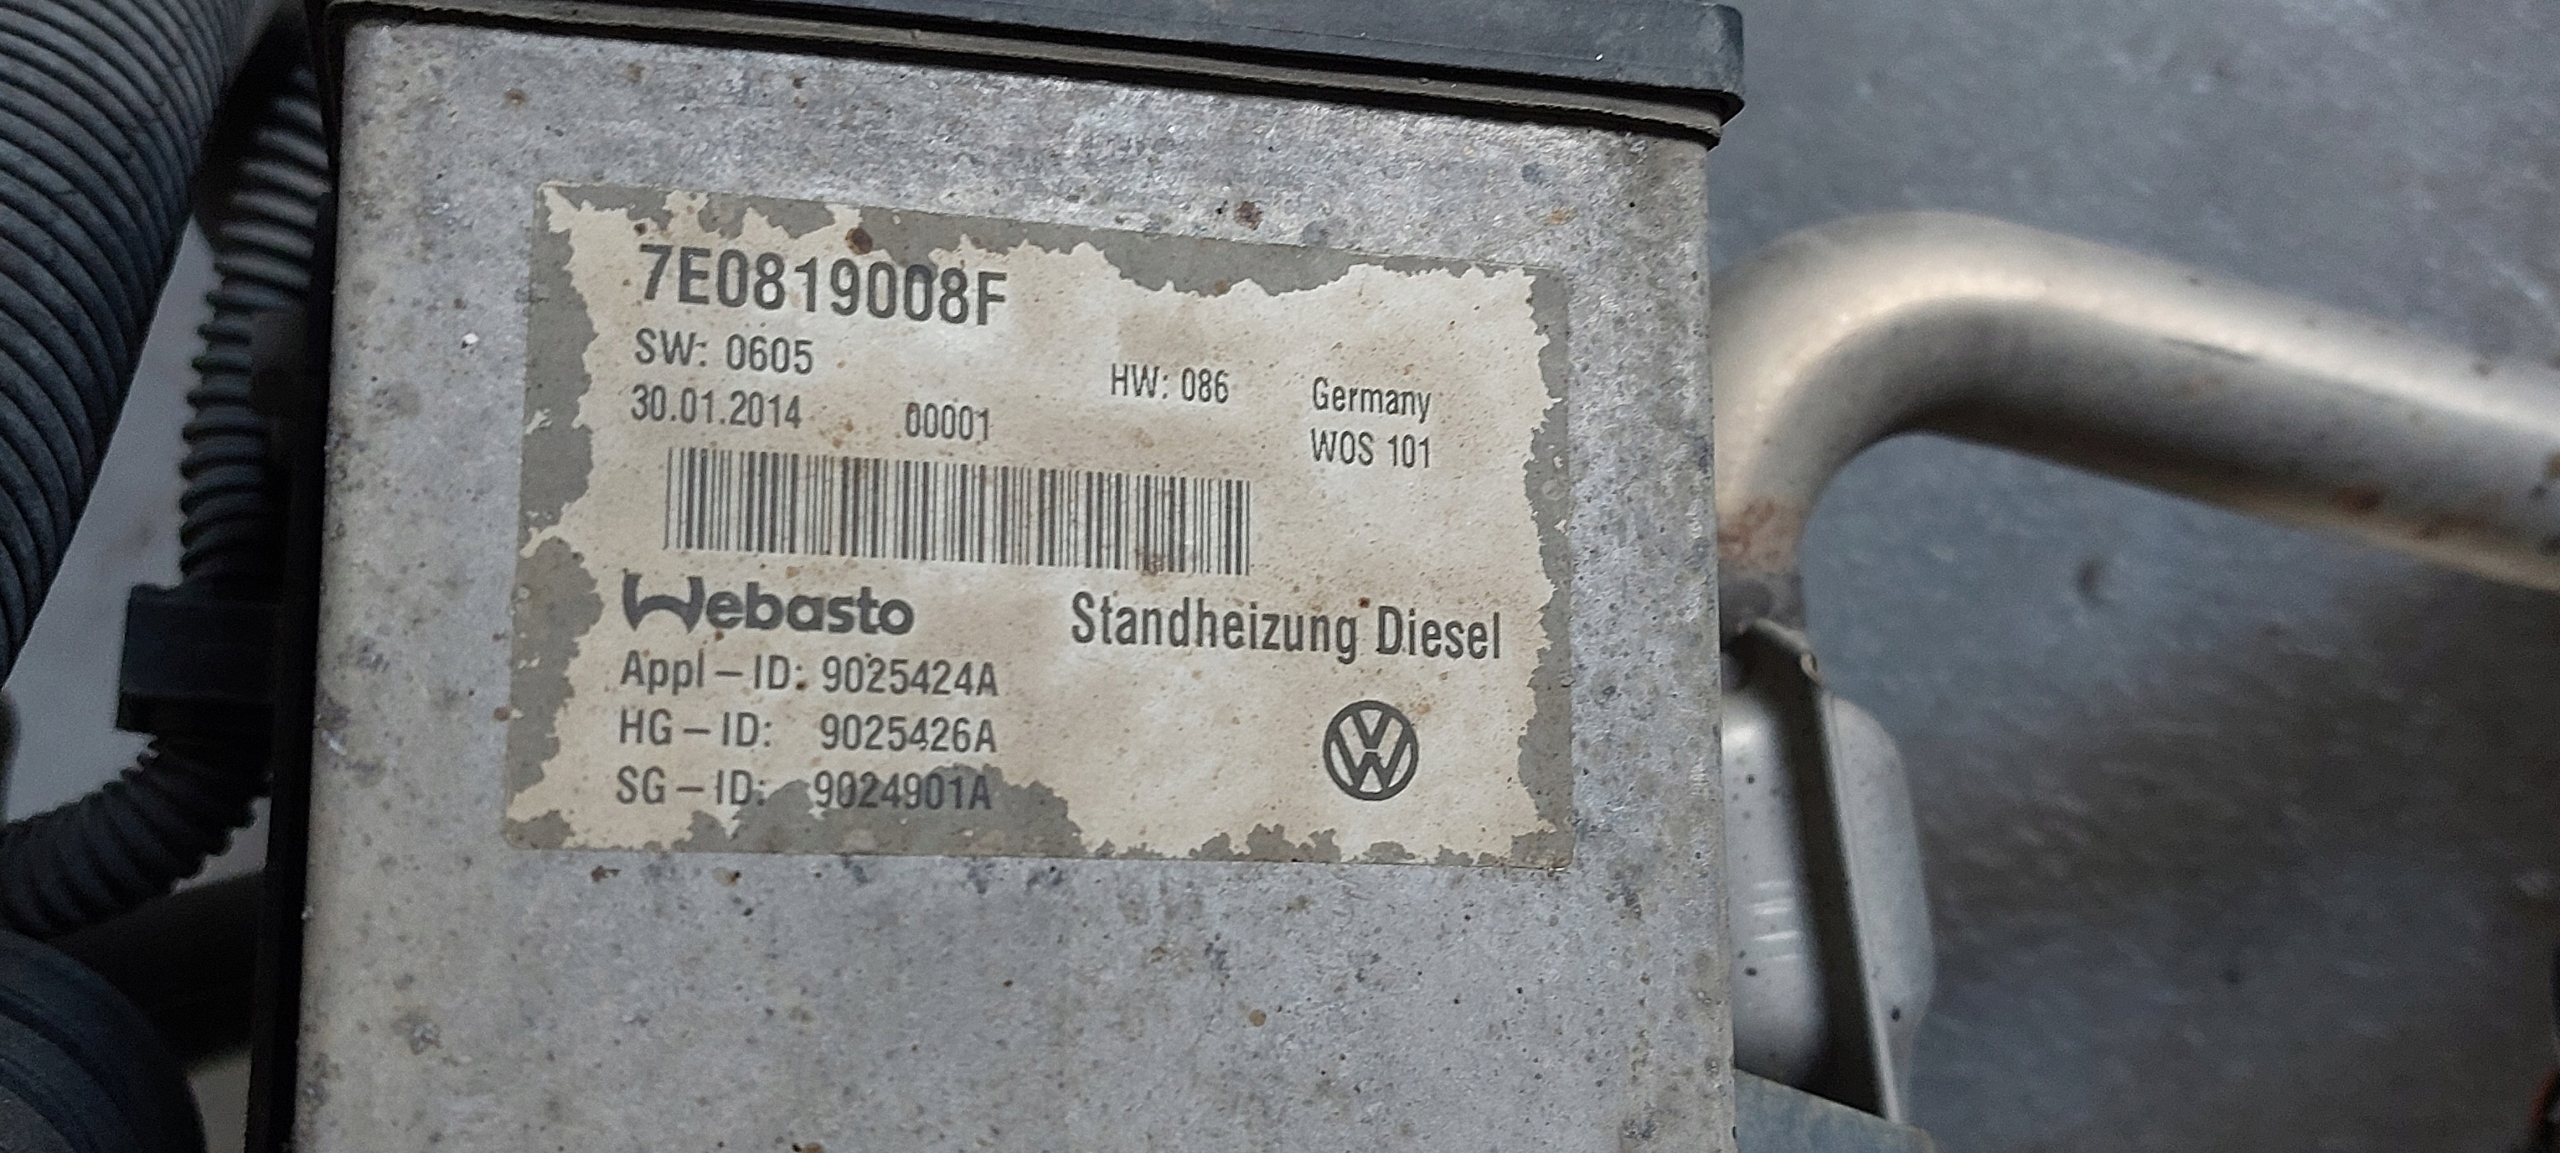 7E0819008F
SW: 0605
HW: 086
Germany
30.01.2014 00001
WOS 101
Webasto
Standheizung Diesel
Appl-ID: 9025424A
HG-ID: 9025426A
SG-ID: 9024901A